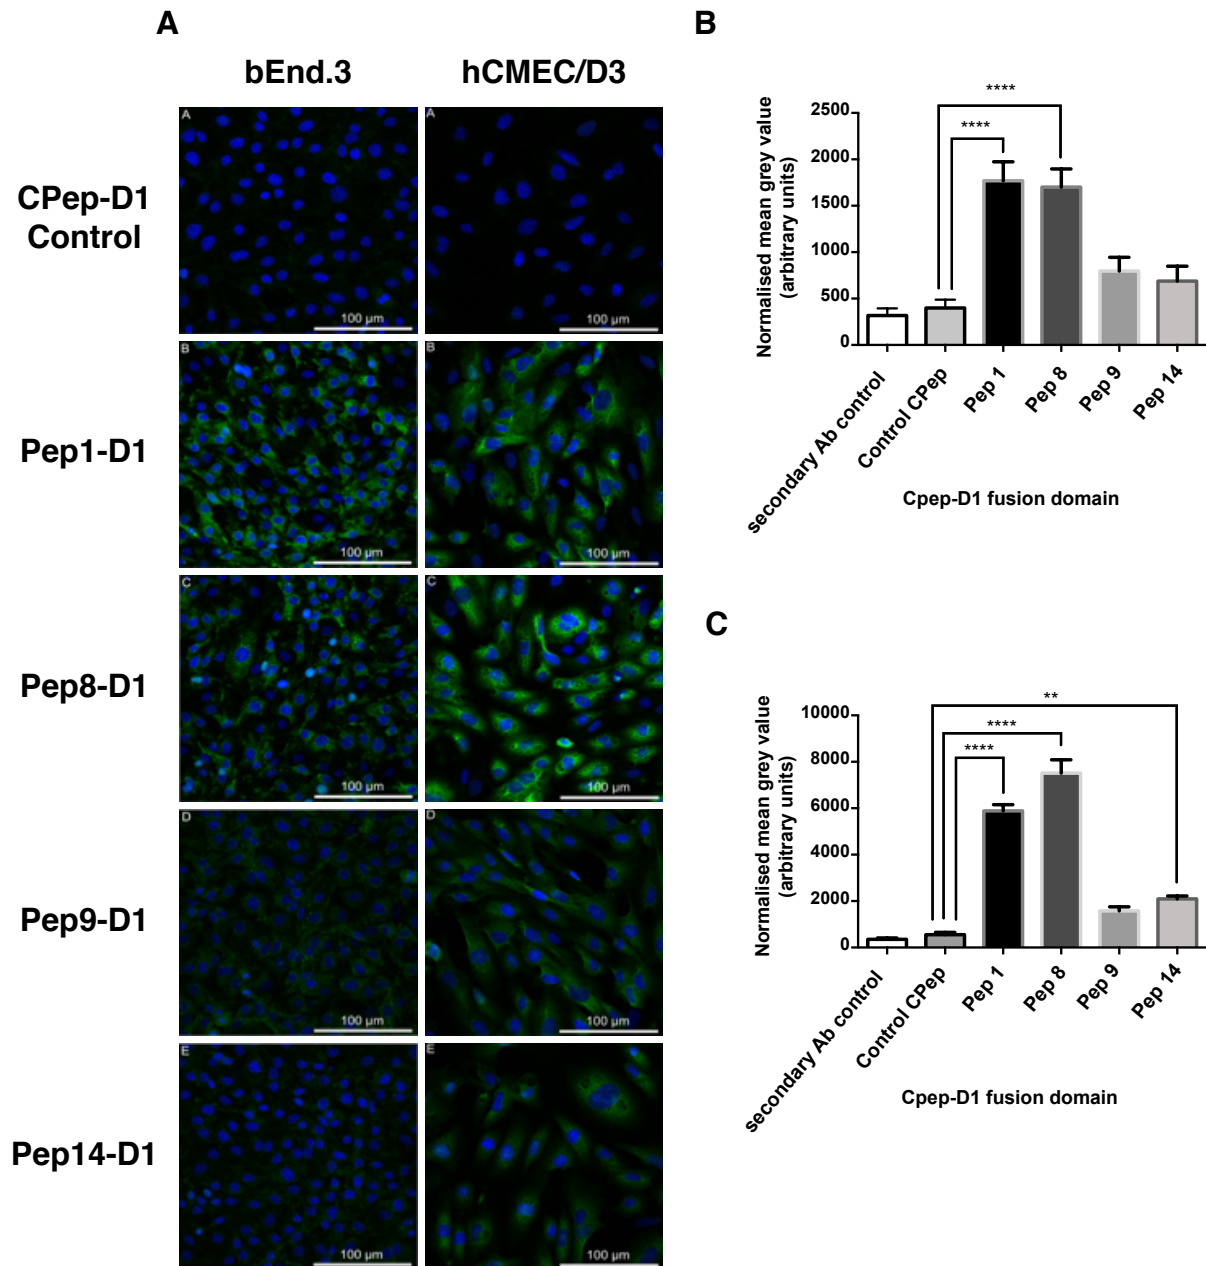 A
bEnd.3
hCMEC/D3
CPep-D1
Control
A
100 µm
A
100 µm
Pep1-D1
B
100 µm
B
100 µm
Pep8-D1
C
100 µm
C
100 µm
Pep9-D1
D
100 µm
D
100 µm
Pep14-D1
E
100 µm
E
100 µm
B
Normalised mean grey value
(arbitrary units)
2500
2000
1500
1000
500
0
****
****
secondary Ab control
Control CPep
Pep 1
Pep 8
Pep 9
Pep 14
Cpep-D1 fusion domain
C
Normalised mean grey value
(arbitrary units)
10000
8000
6000
4000
2000
0
**
****
****
secondary Ab control
Control CPep
Pep 1
Pep 8
Pep 9
Pep 14
Cpep-D1 fusion domain